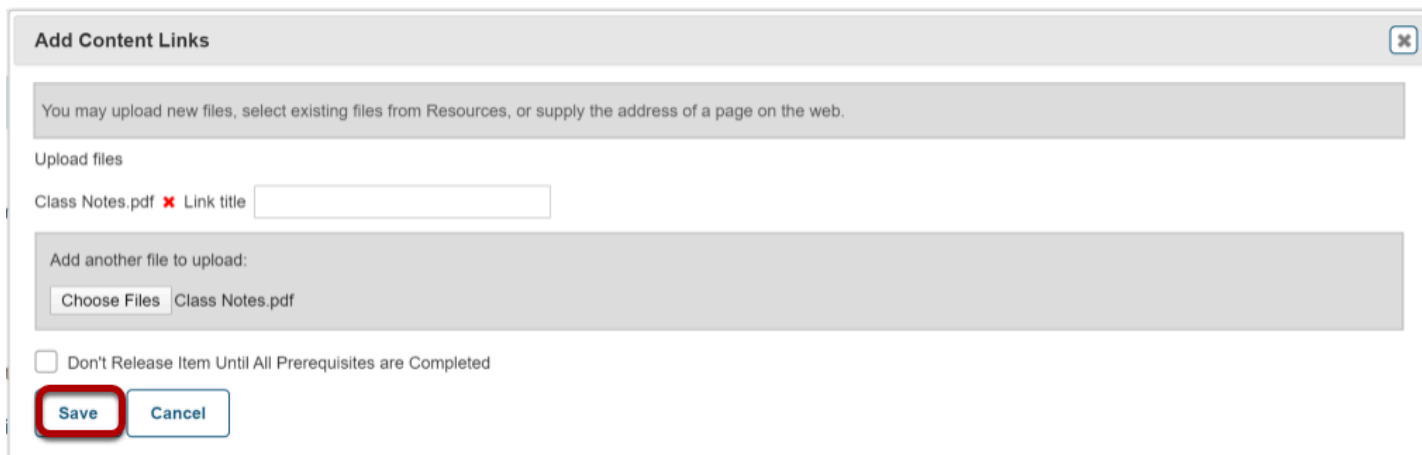 Add Content Links
You may upload new files, select existing files from Resources, or supply the address of a page on the web.
Upload files
Class Notes.pdf ✖ Link title
Add another file to upload:
Choose Files Class Notes.pdf
Don't Release Item Until All Prerequisites are Completed
Save Cancel